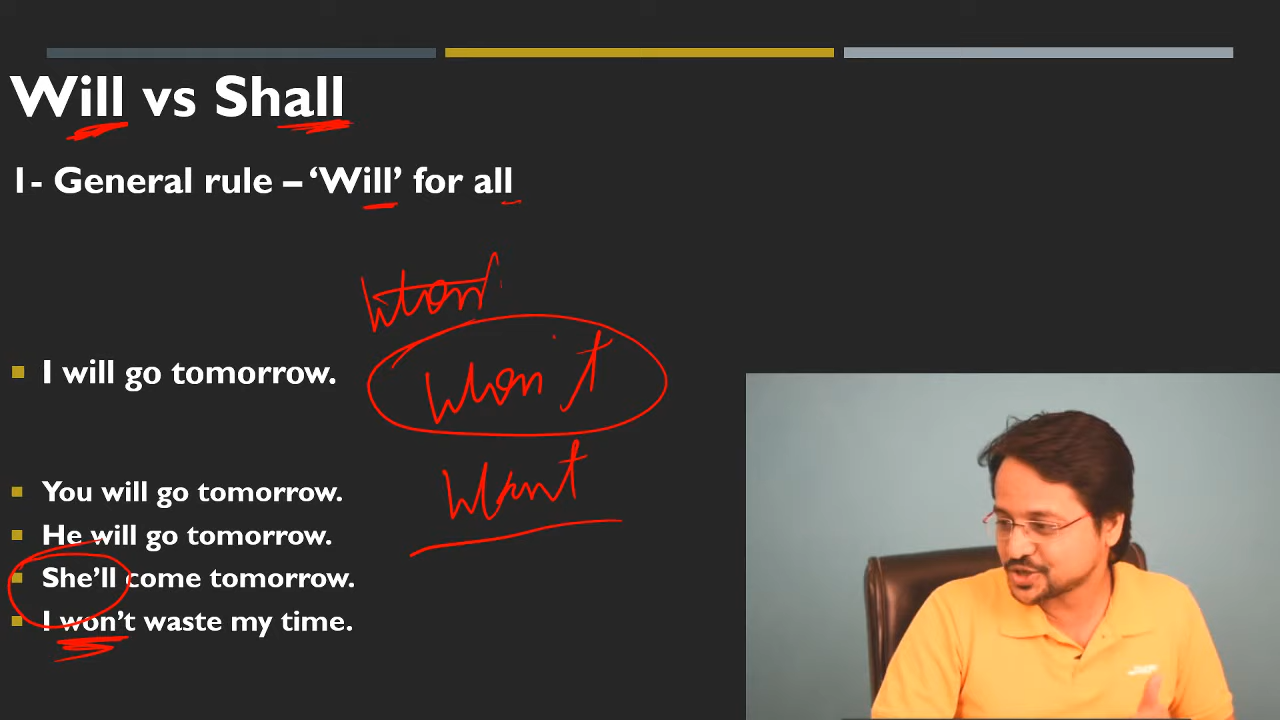 Will vs Shall
1- General rule – ‘Will’ for all
won't
I will go tomorrow.
want
You will go tomorrow.
He will go tomorrow.
She’ll come tomorrow.
I won’t waste my time.